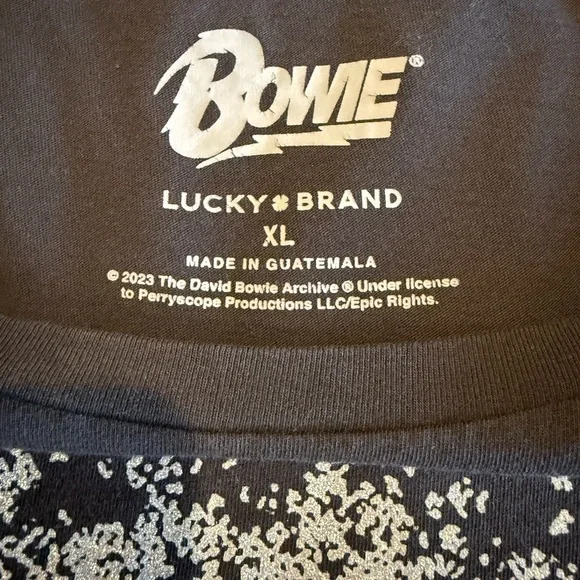 BOWIE®
LUCKY BRAND
XL
MADE IN GUATEMALA
© 2023 The David Bowie Archive ® Under license
to Perryscope Productions LLC/Epic Rights.